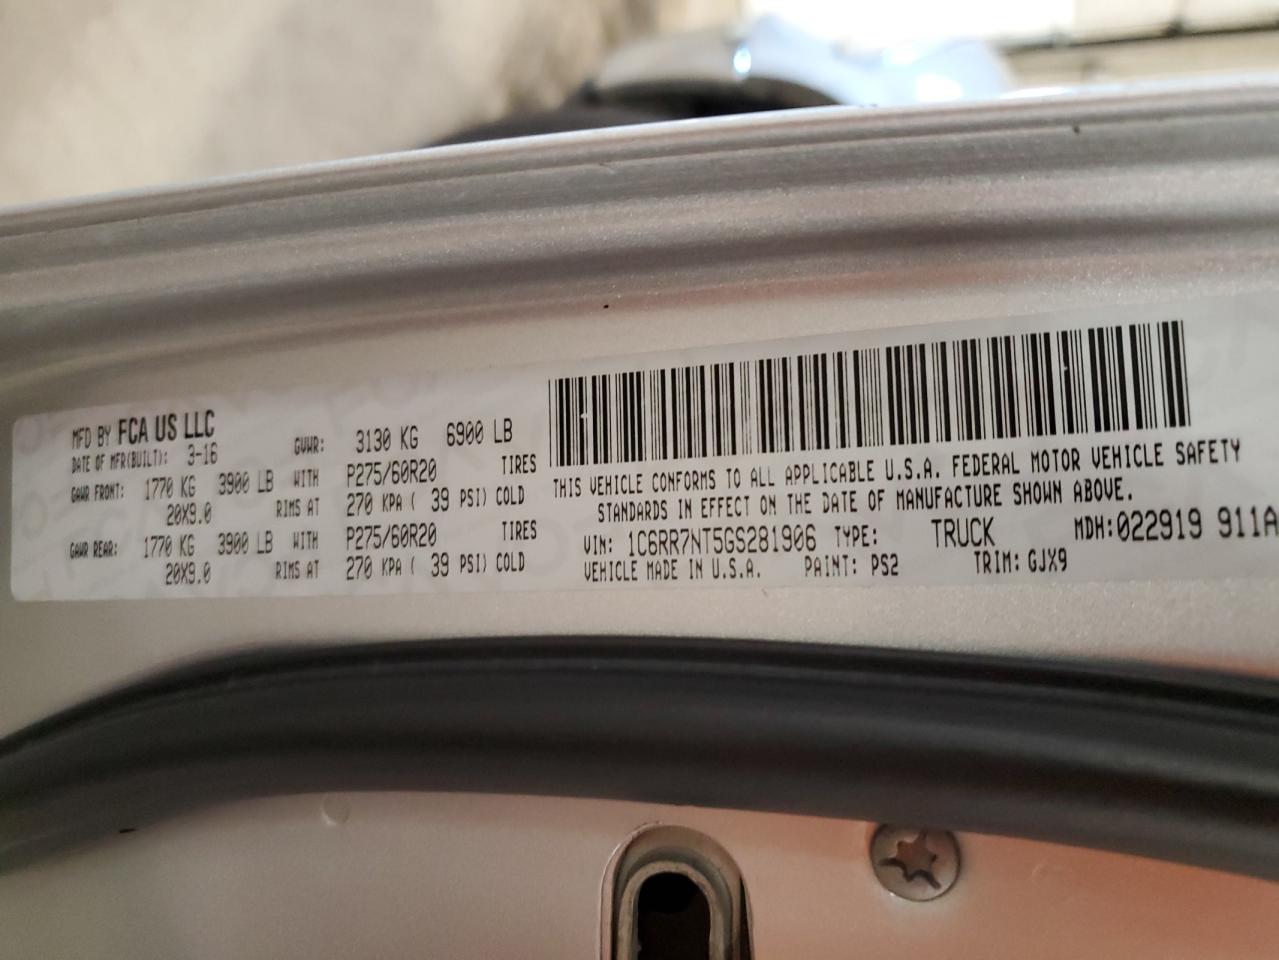 MFD BY FCA US LLC
DATE OF MFR(BUILT): 3-16 GVWR: 3130 KG 6900 LB
GAWR FRONT: 1770 KG 3900 LB WITH P275/60R20 TIRES
20X9.0 RIMS AT 270 KPA ( 39 PSI) COLD
GAWR REAR: 1770 KG 3900 LB WITH P275/60R20 TIRES
20X9.0 RIMS AT 270 KPA ( 39 PSI) COLD
THIS VEHICLE CONFORMS TO ALL APPLICABLE U.S.A. FEDERAL MOTOR VEHICLE SAFETY
STANDARDS IN EFFECT ON THE DATE OF MANUFACTURE SHOWN ABOVE.
VIN: 1C6RR7NT5GS281906 TYPE: TRUCK MDH:022919 911A
VEHICLE MADE IN U.S.A. PAINT: PS2 TRIM: GJX9